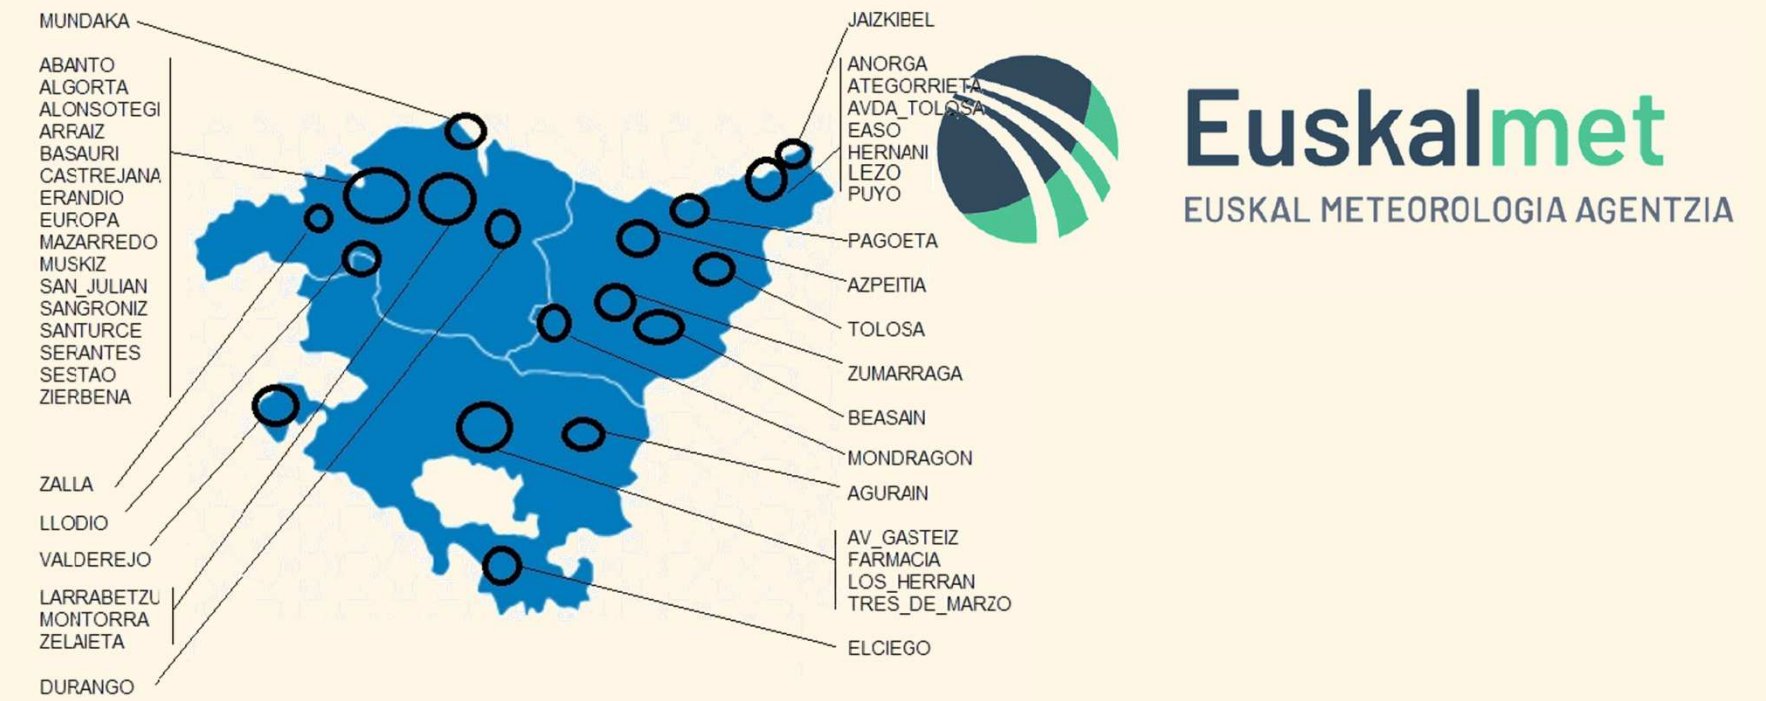 MUNDAKA
ABANTO
ALGORTA
ALONSOTEGI
ARRAIZ
BASAURI
CASTREJANA
ERANDIO
EUROPA
MAZARREDO
MUSKIZ
SAN_JULIAN
SANGRONIZ
SANTURCE
SERANTES
SESTAO
ZIERBENA
ZALLA
LLODIO
VALDEREJO
LARRABETZU
MONTORRA
ZELAIETA
DURANGO
JAIZKIBEL
ANORGA
ATEGORRIETA
AVDA_TOLOSA
EASO
HERNANI
LEZO
PUYO
PAGOETA
AZPEITIA
TOLOSA
ZUMARRAGA
BEASAIN
MONDRAGON
AGURAIN
AV_GASTEIZ
FARMACIA
LOS_HERRAN
TRES_DE_MARZO
ELCIEGO
Euskalmet
EUSKAL METEOROLOGIA AGENTZIA